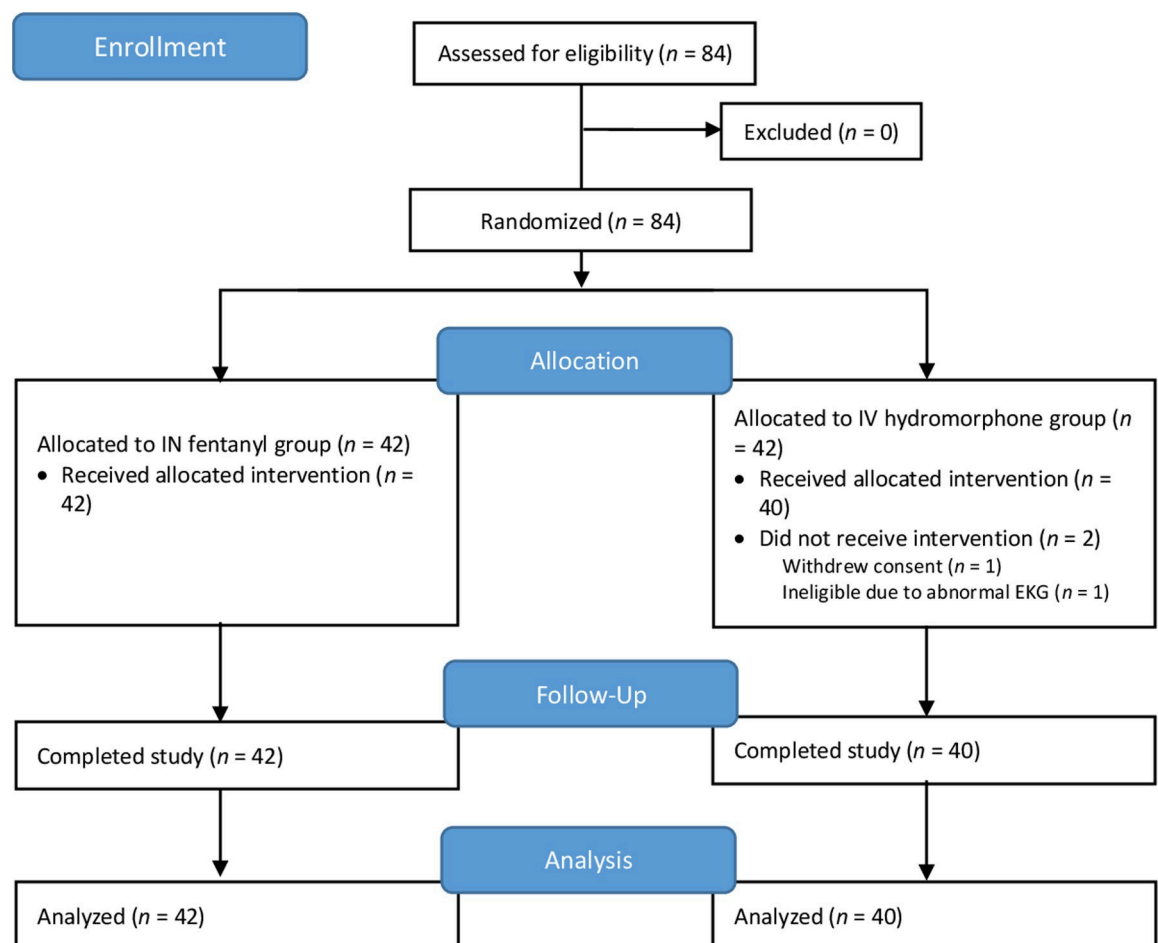 Enrollment
Assessed for eligibility (n = 84)
Excluded (n = 0)
Randomized (n = 84)
Allocation
Allocated to IN fentanyl group (n = 42)
• Received allocated intervention (n =
42)
Allocated to IV hydromorphone group (n
= 42)
• Received allocated intervention (n =
40)
• Did not receive intervention (n = 2)
Withdrew consent (n = 1)
Ineligible due to abnormal EKG (n = 1)
Follow-Up
Completed study (n = 42)
Completed study (n = 40)
Analysis
Analyzed (n = 42)
Analyzed (n = 40)